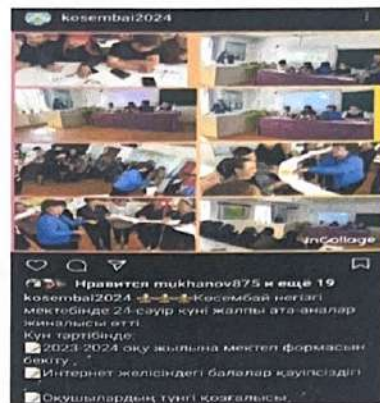 kosembai2024
InCollage
Нравится mukhanov875 и ещё 19
kosembai2024 Көсембай негізгі
мектебінде 24-сәуір күні жалпы ата-аналар
жиналысы өтті
Күн тәртібінде:
2023-2024 оқу жылына мектеп формасын
бекіту
Интернет желісіндегі балалар қауіпсіздігі
Оқушылардың түнгі қозғалысы